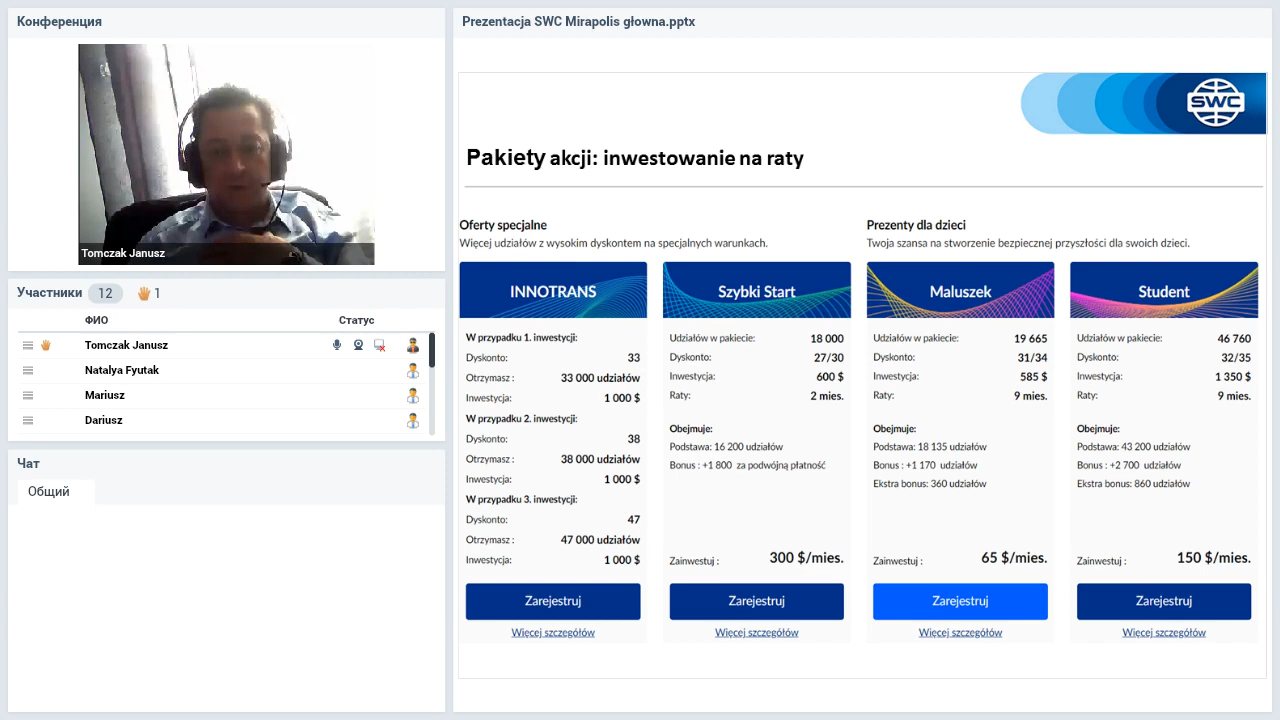 Конференция
Tomczak Janusz
Участники 12 1
ФИО Статус
Tomczak Janusz
Natalya Fyutak
Mariusz
Dariusz
Чат
Общий
Prezentacja SWC Mirapolis głowna.pptx
SWC
Pakiety akcji: inwestowanie na raty
Oferty specjalne
Więcej udziałów z wysokim dyskontem na specjalnych warunkach.
INNOTRANS
W przypadku 1. inwestycji:
Dyskonto: 33
Otrzymasz : 33 000 udziałów
Inwestycja: 1 000 $
W przypadku 2. inwestycji:
Dyskonto: 38
Otrzymasz : 38 000 udziałów
Inwestycja: 1 000 $
W przypadku 3. inwestycji:
Dyskonto: 47
Otrzymasz : 47 000 udziałów
Inwestycja: 1 000 $
Zarejestruj
Więcej szczegółów
Szybki Start
Udziałów w pakiecie: 18 000
Dyskonto: 27/30
Inwestycja: 600 $
Raty: 2 mies.
Obejmuje:
Podstawa: 16 200 udziałów
Bonus : +1 800 za podwójną płatność
Zainwestuj : 300 $/mies.
Zarejestruj
Więcej szczegółów
Prezenty dla dzieci
Twoja szansa na stworzenie bezpiecznej przyszłości dla swoich dzieci.
Maluszek
Udziałów w pakiecie: 19 665
Dyskonto: 31/34
Inwestycja: 585 $
Raty: 9 mies.
Obejmuje:
Podstawa: 18 135 udziałów
Bonus : +1 170 udziałów
Ekstra bonus: 360 udziałów
Zainwestuj : 65 $/mies.
Zarejestruj
Więcej szczegółów
Student
Udziałów w pakiecie: 46 760
Dyskonto: 32/35
Inwestycja: 1 350 $
Raty: 9 mies.
Obejmuje:
Podstawa: 43 200 udziałów
Bonus : +2 700 udziałów
Ekstra bonus: 860 udziałów
Zainwestuj : 150 $/mies.
Zarejestruj
Więcej szczegółów